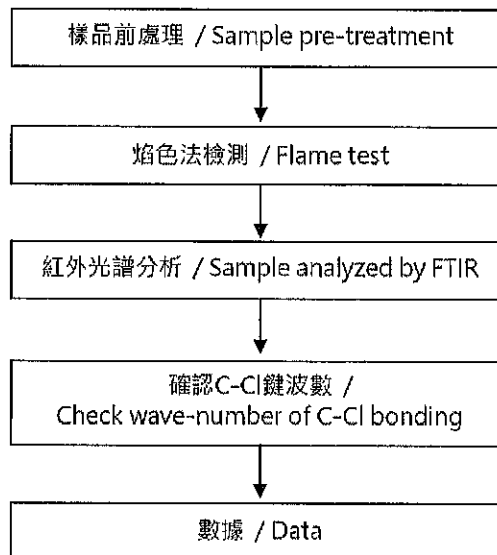 樣品前處理 / Sample pre-treatment
焰色法檢測 / Flame test
紅外光譜分析 / Sample analyzed by FTIR
確認C-Cl鍵波數 /
Check wave-number of C-Cl bonding
數據 / Data